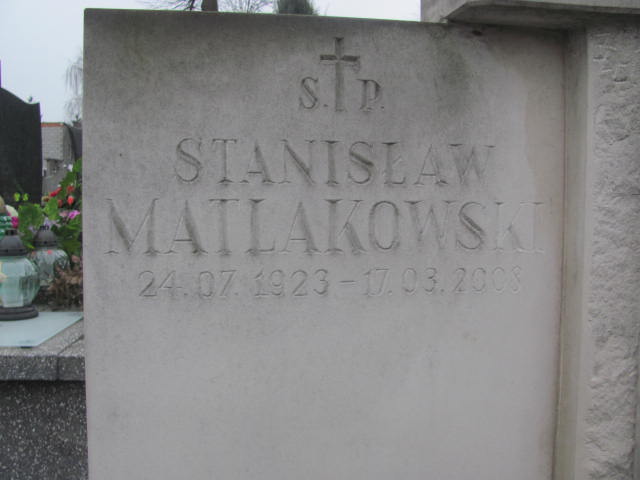 S. P.
STANISŁAW
MATLAKOWSKI
24.07.1923 - 17.03.2008